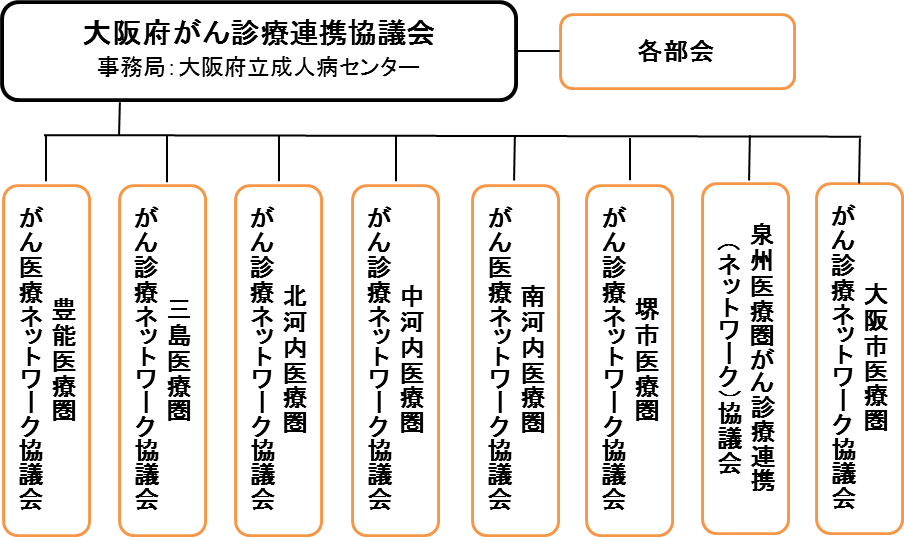 大阪府がん診療連携協議会
事務局：大阪府立成人病センター
各部会
豊能医療圏
がん医療ネットワーク協議会
三島医療圏
がん診療ネットワーク協議会
北河内医療圏
がん診療ネットワーク協議会
中河内医療圏
がん診療ネットワーク協議会
南河内医療圏
がん医療ネットワーク協議会
堺市医療圏
がん診療ネットワーク協議会
泉州医療圏がん診療連携
（ネットワーク）協議会
大阪市医療圏
がん診療ネットワーク協議会